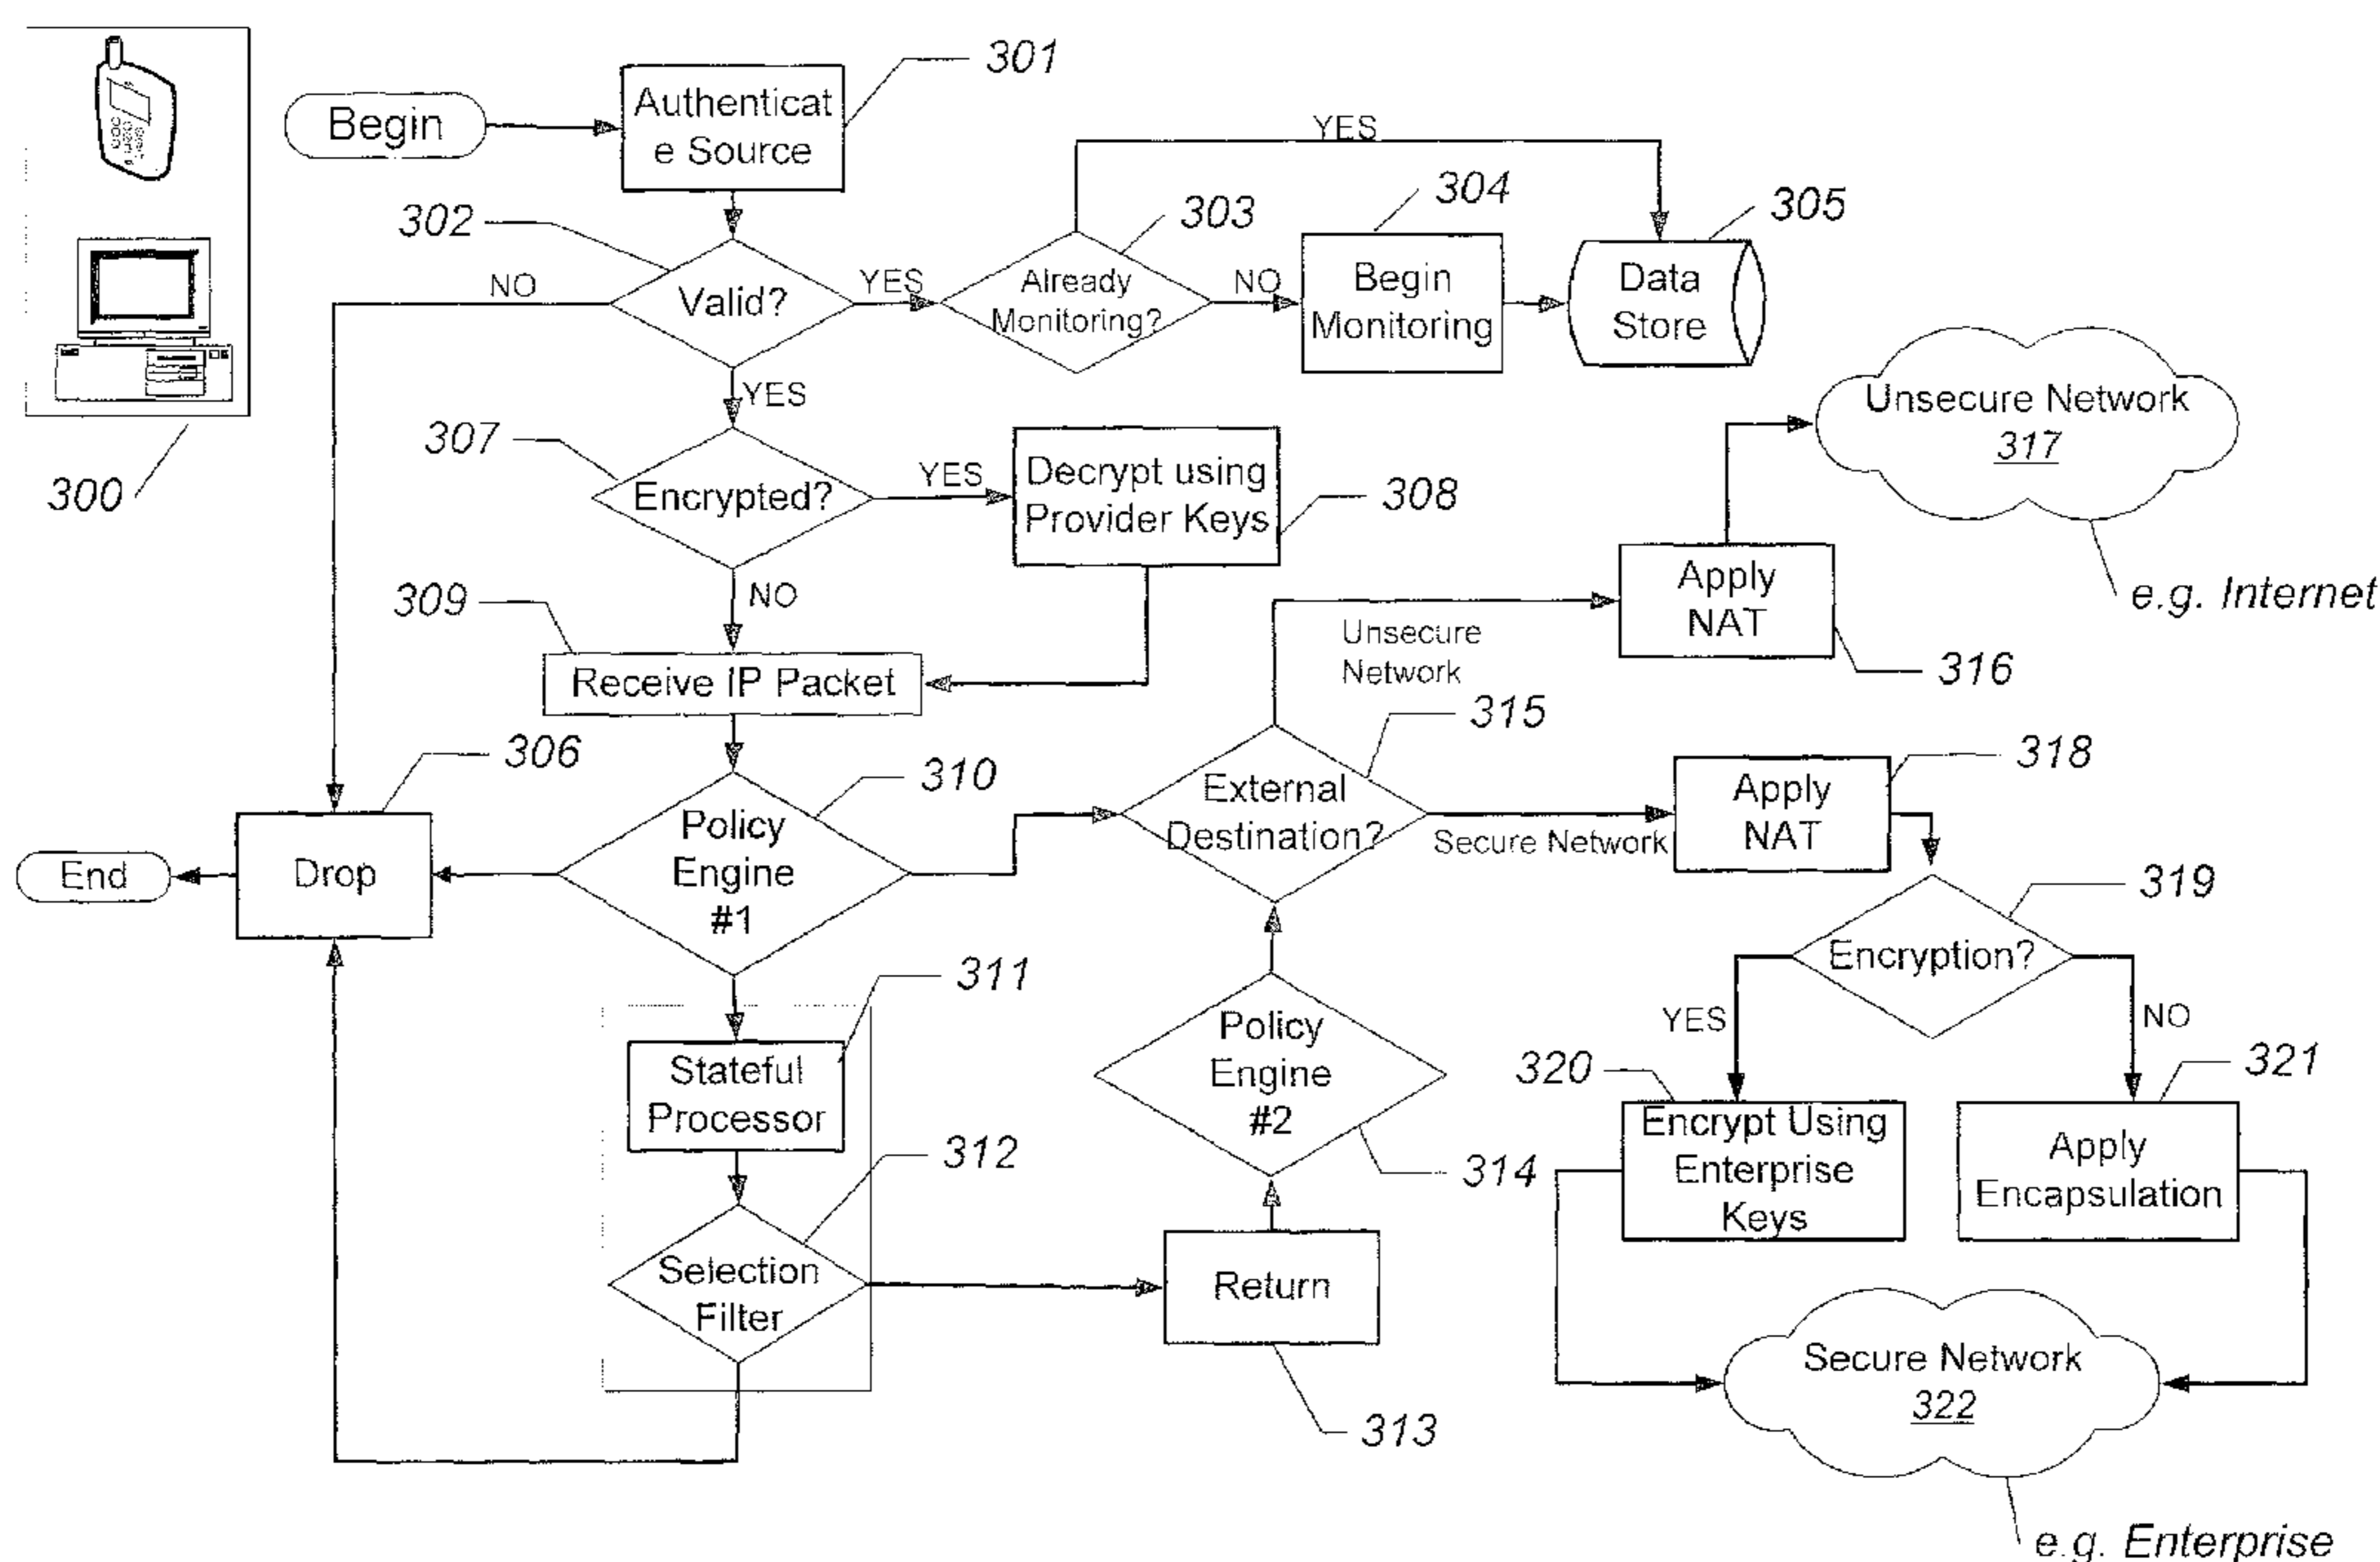 301
Begin
Authenticat
e Source
YES
302
303
304
305
NO
Valid?
YES
Already
Monitoring?
NO
Begin
Monitoring
Data
Store
YES
Unsecure Network
317
307
300
Encrypted?
YES
Decrypt using
Provider Keys
308
e.g. Internet
NO
309
Receive IP Packet
Unsecure
Network
Apply
NAT
316
306
310
315
318
Policy
Engine
#1
External
Destination?
Secure Network
Apply
NAT
End
Drop
319
Encryption?
311
YES
NO
Stateful
Processor
Policy
Engine
#2
320
321
312
314
Encrypt Using
Enterprise
Keys
Apply
Encapsulation
Selection
Filter
Return
Secure Network
322
313
e.g. Enterprise